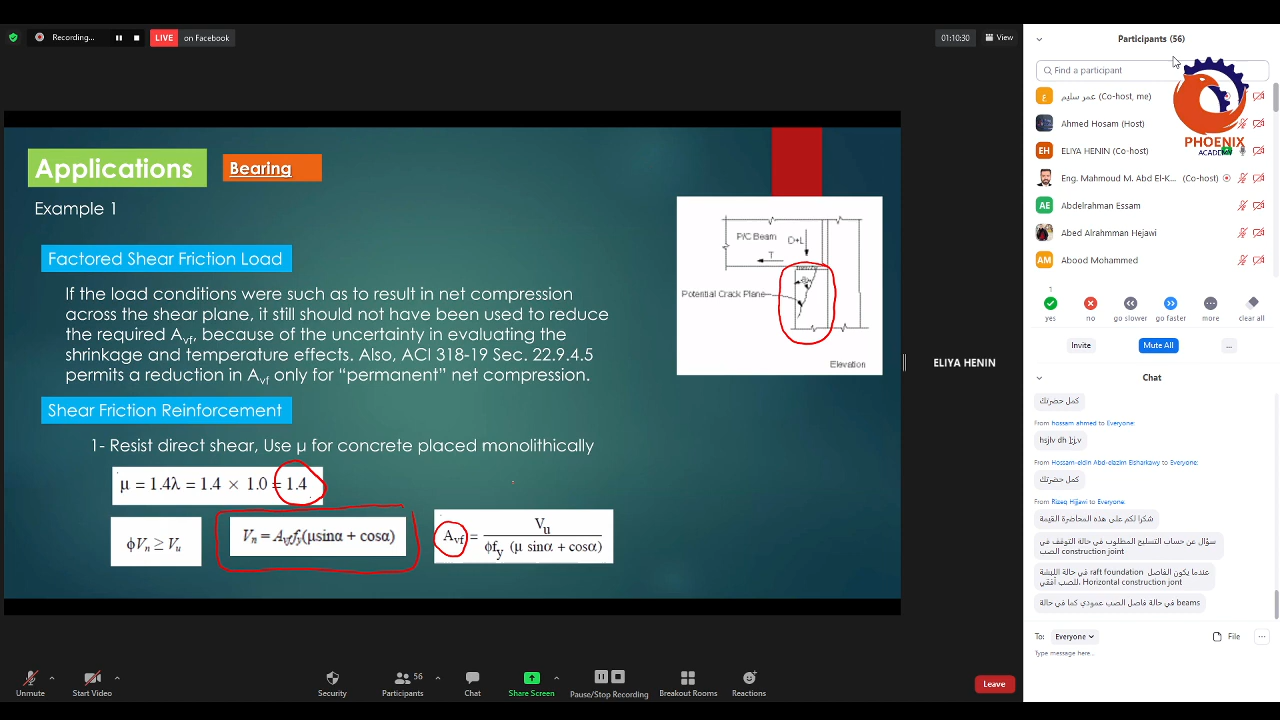 Recording...
LIVE on Facebook
01:10:30
View
Applications
Bearing
Example 1
Factored Shear Friction Load
If the load conditions were such as to result in net compression
across the shear plane, it still should not have been used to reduce
the required Avf, because of the uncertainty in evaluating the
shrinkage and temperature effects. Also, ACI 318-19 Sec. 22.9.4.5
permits a reduction in Avf only for “permanent” net compression.
Shear Friction Reinforcement
1- Resist direct shear, Use μ for concrete placed monolithically
μ = 1.4λ = 1.4 × 1.0 = 1.4
ϕVn ≥ Vu
Vn = Avf fy(μsinα + cosα)
Avf = Vu / ϕfy (μ sinα + cosα)
P/C Beam
D+L
T
Potential Crack Plane
Elevation
ELIYA HENIN
Participants (56)
Find a participant
ع
عمر سليم (Co-host, me)
Ahmed Hosam (Host)
EH
ELIYA HENIN (Co-host)
Eng. Mahmoud M. Abd El-K... (Co-host)
AE
Abdelrahman Essam
Abed Alrahmman Hejawi
AM
Abood Mohammed
PHOENIX
ACADEMY
1
yes
no
go slower
go faster
more
clear all
Invite
Mute All
...
Chat
كمل حضرتك
From hossam ahmed to Everyone:
From Hossam-eldin Abd-elazim Elsharkawy to Everyone:
كمل حضرتك
From Rizeq Hijjawi to Everyone:
شكرا لكم على هذه المحاضرة القيمة
سؤال عن حساب التسليح المطلوب في حالة التوقف في
الصب construction joint
عندما يكون الفاصل raft foundation في حالة اللبشة
للصب أفقي. Horizontal construction jont
في حالة فاصل الصب عمودي كما في حالة beams
To: Everyone
File
...
Type message here...
Unmute
Start Video
Security
56
Participants
Chat
Share Screen
Pause/Stop Recording
Breakout Rooms
Reactions
Leave